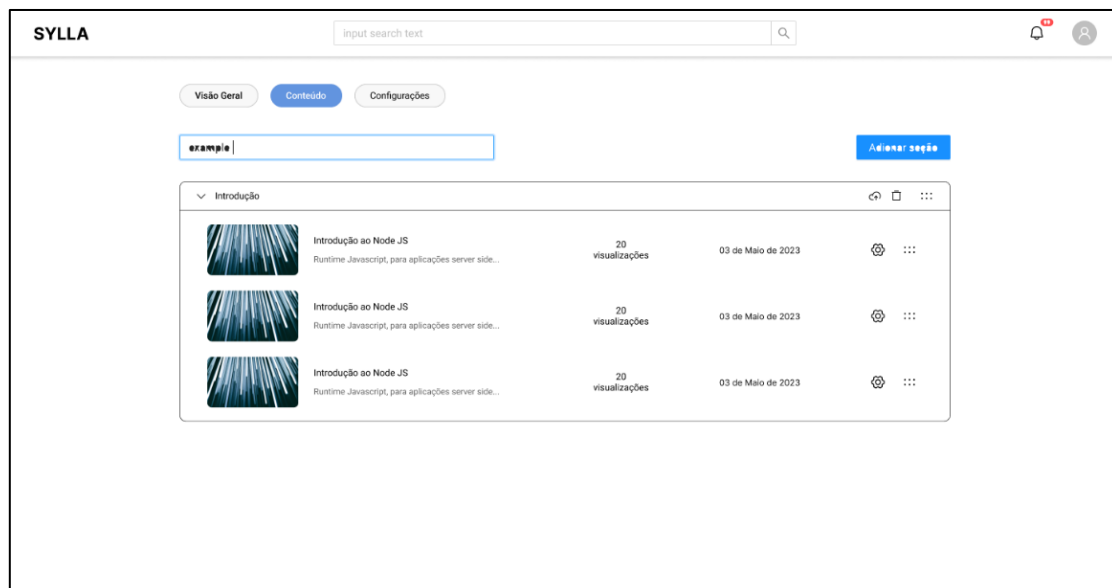 SYLLA
input search text
99
Visão Geral
Conteúdo
Configurações
example
Adionar seção
Introdução
Introdução ao Node JS
Runtime Javascript, para aplicações server side...
20
visualizações
03 de Maio de 2023
Introdução ao Node JS
Runtime Javascript, para aplicações server side...
20
visualizações
03 de Maio de 2023
Introdução ao Node JS
Runtime Javascript, para aplicações server side...
20
visualizações
03 de Maio de 2023